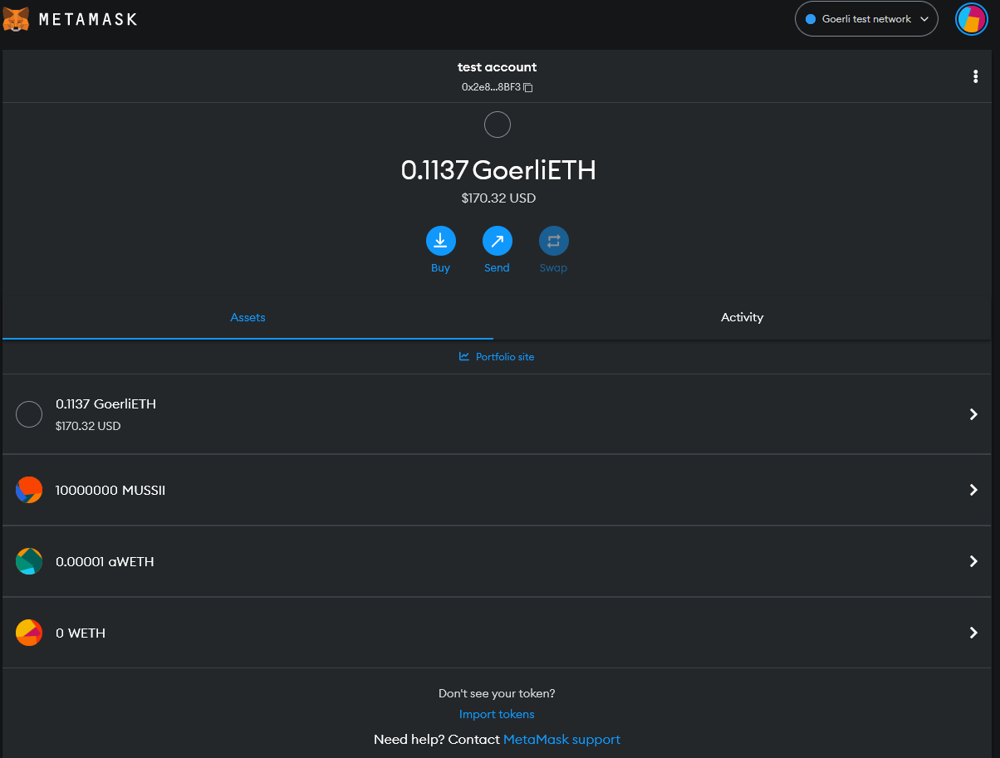 METAMASK
Goerli test network
test account
0x2e8...8BF3
0.1137 GoerliETH
$170.32 USD
Buy
Send
Swap
Assets
Activity
Portfolio site
0.1137 GoerliETH
$170.32 USD
10000000 MUSSII
0.00001 aWETH
0 WETH
Don't see your token?
Import tokens
Need help? Contact MetaMask support